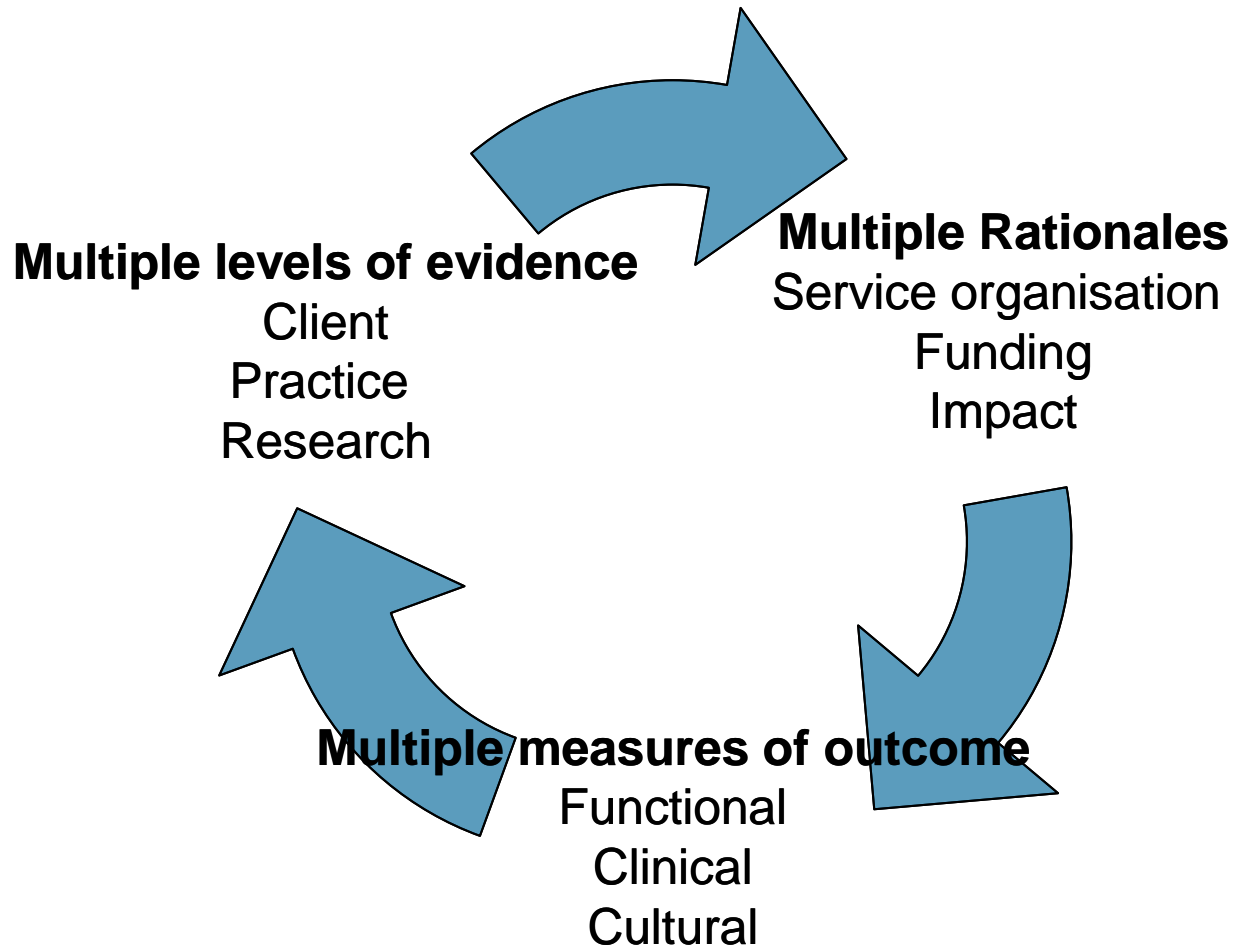 Multiple levels of evidence
Client
Practice
Research
Multiple Rationales
Service organisation
Funding
Impact
Multiple measures of outcome
Functional
Clinical
Cultural